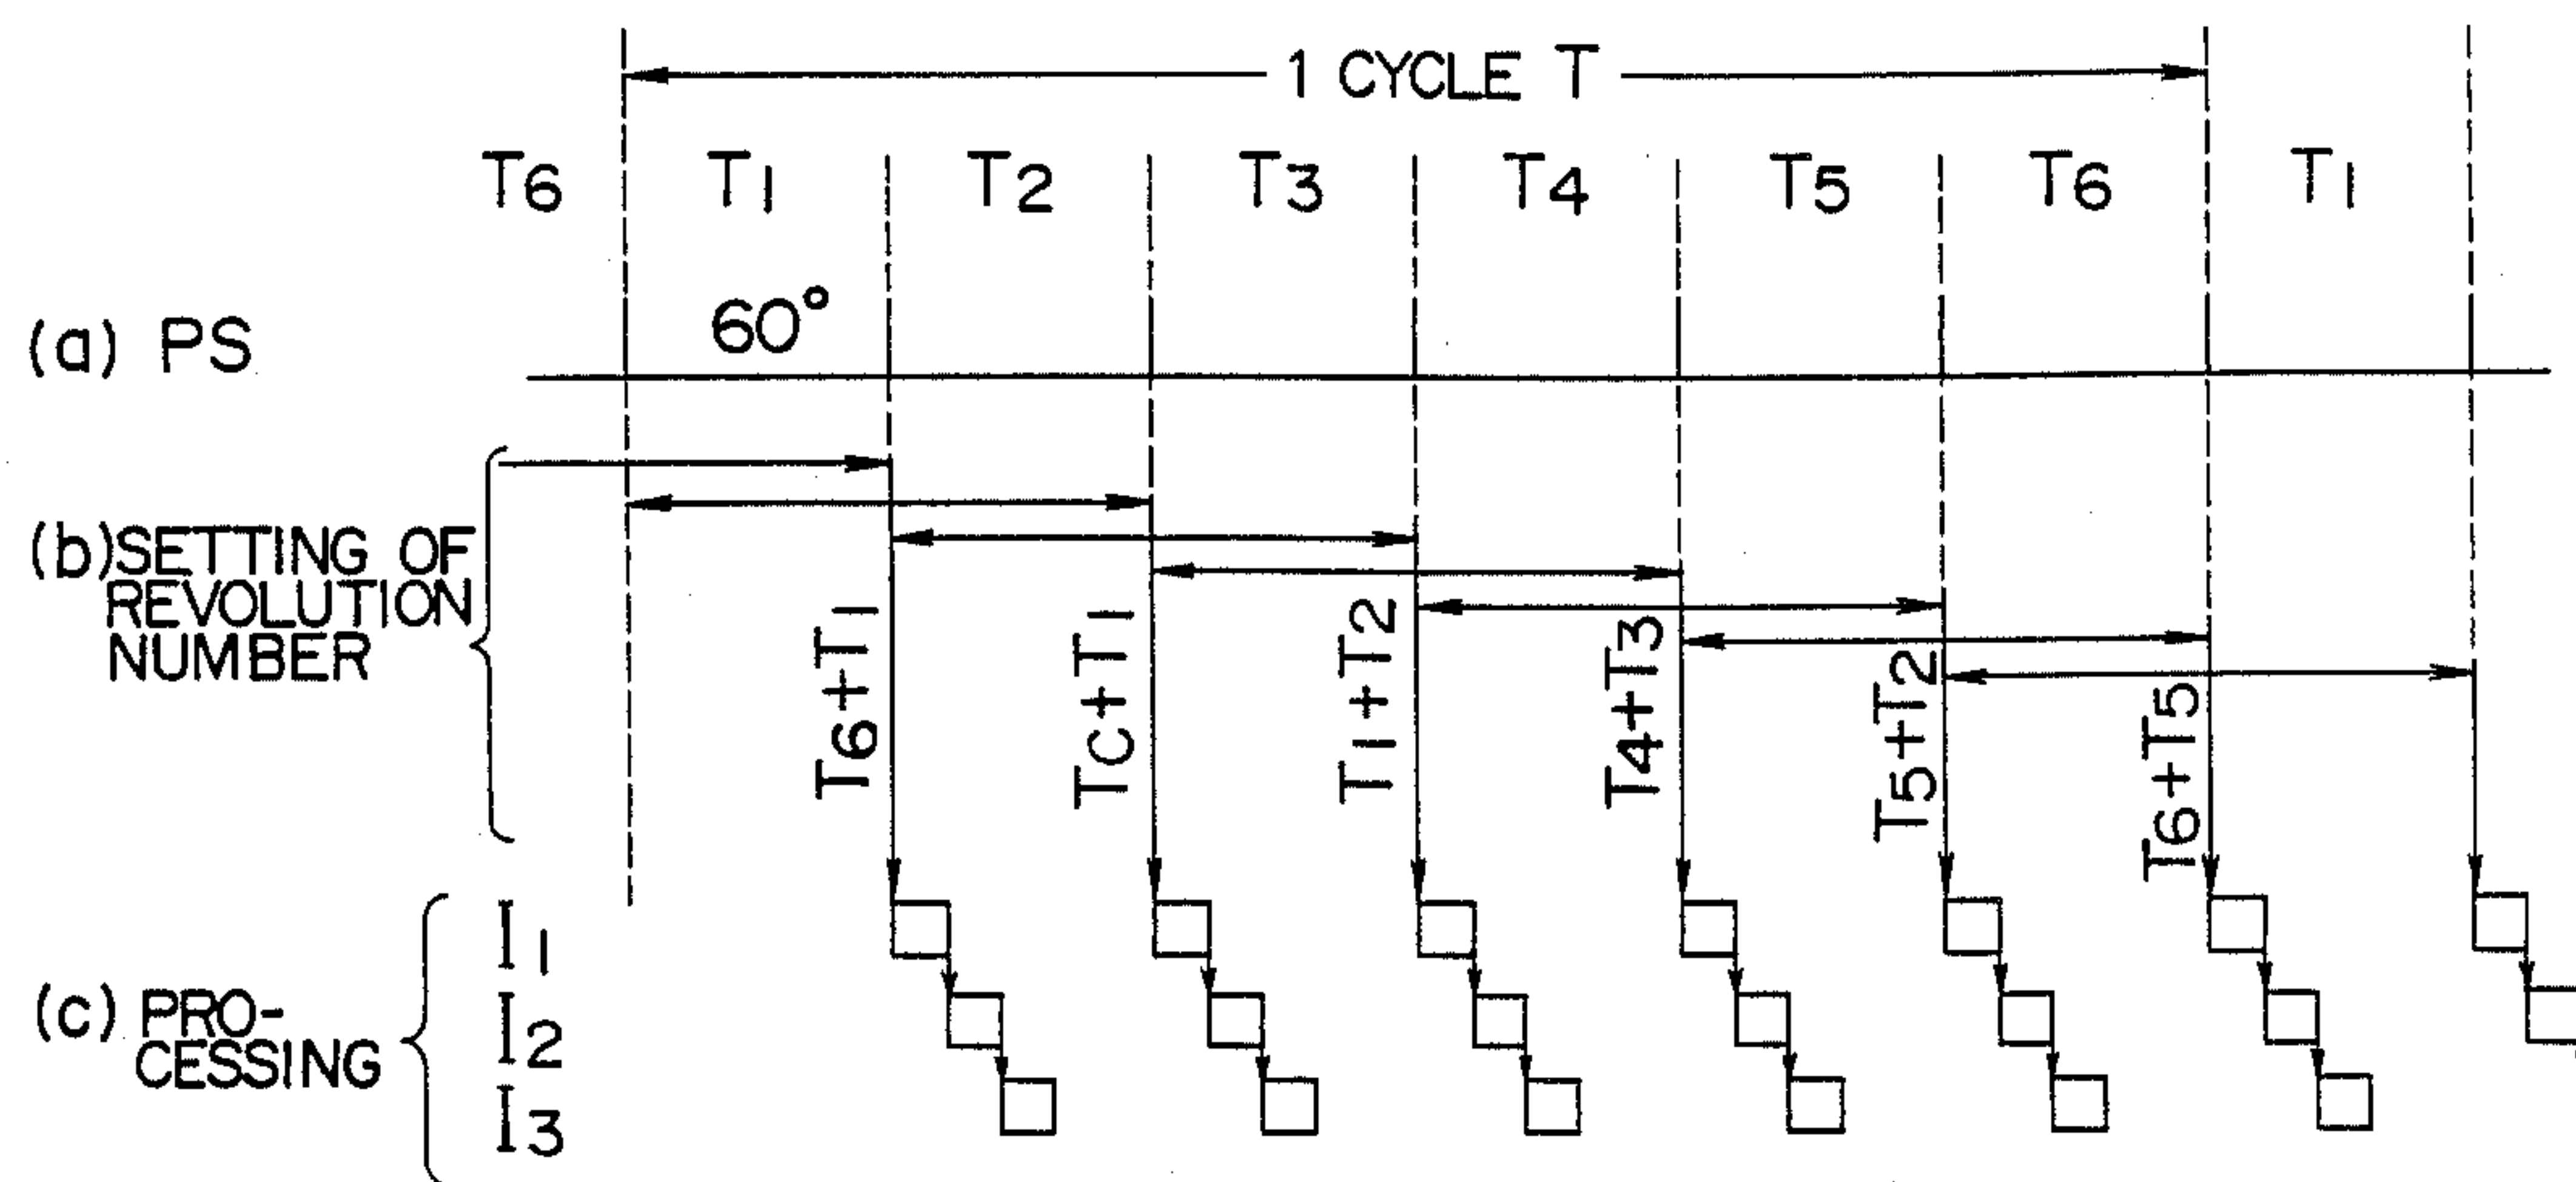 1 CYCLE T
T6 T1 T2 T3 T4 T5 T6 T1
(a) PS
60°
(b) SETTING OF
REVOLUTION
NUMBER
T6+T1
TC+T1
T1+T2
T4+T3
T5+T2
T6+T5
(c) PRO-
CESSING
I1
I2
I3